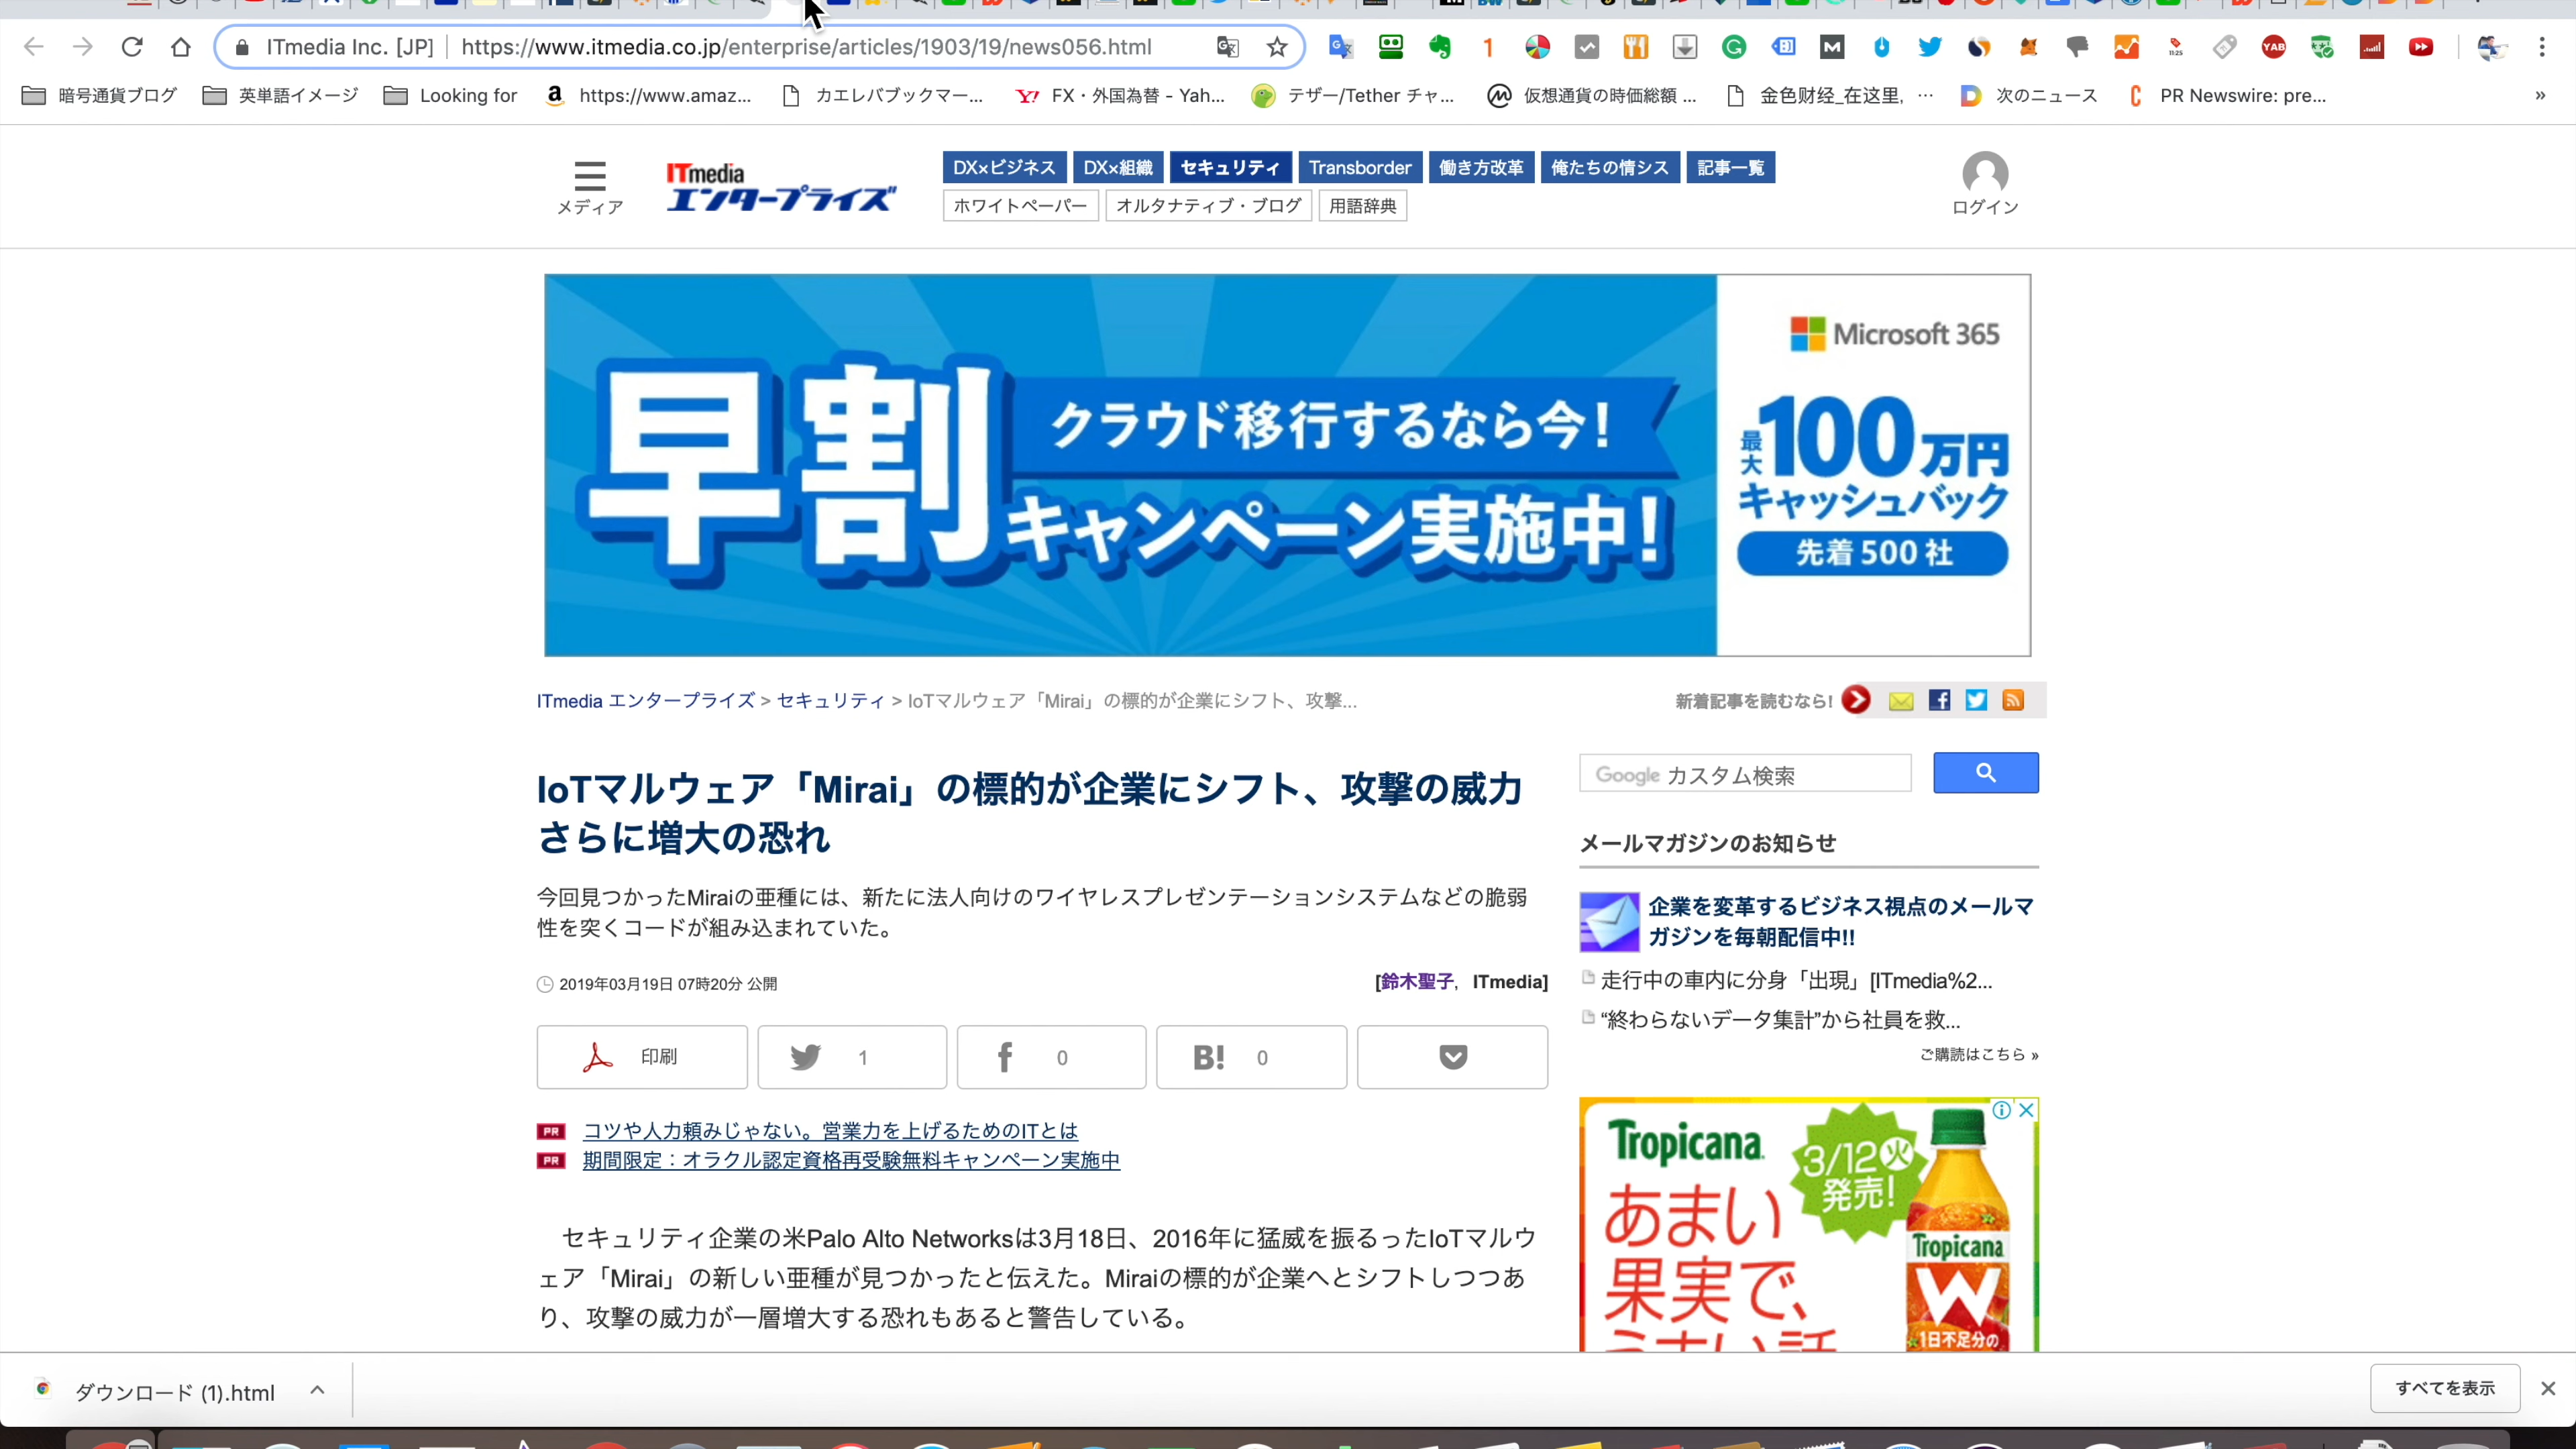 ITmedia Inc. [JP] https://www.itmedia.co.jp/enterprise/articles/1903/19/news056.html
暗号通貨ブログ 英単語イメージ Looking for https://www.amaz... カエレバブックマー... FX・外国為替 - Yah... テザー/Tether チャ... 仮想通貨の時価総額 ... 金色财经_在这里, ... 次のニュース PR Newswire: pre... »
メディア
ITmedia
エンタープライズ
DX×ビジネス DX×組織 セキュリティ Transborder 働き方改革 俺たちの情シス 記事一覧
ホワイトペーパー オルタナティブ・ブログ 用語辞典
ログイン
早割
クラウド移行するなら今!
キャンペーン実施中!
Microsoft 365
最大100万円
キャッシュバック
先着500社
ITmedia エンタープライズ > セキュリティ > IoTマルウェア「Mirai」の標的が企業にシフト、攻撃...
新着記事を読むなら!
IoTマルウェア「Mirai」の標的が企業にシフト、攻撃の威力
さらに増大の恐れ
今回見つかったMiraiの亜種には、新たに法人向けのワイヤレスプレゼンテーションシステムなどの脆弱
性を突くコードが組み込まれていた。
2019年03月19日 07時20分 公開
[鈴木聖子, ITmedia]
印刷 1 0 B! 0
PR コツや人力頼みじゃない。営業力を上げるためのITとは
PR 期間限定:オラクル認定資格再受験無料キャンペーン実施中
セキュリティ企業の米Palo Alto Networksは3月18日、2016年に猛威を振るったIoTマルウ
ェア「Mirai」の新しい亜種が見つかったと伝えた。Miraiの標的が企業へとシフトしつつあ
り、攻撃の威力が一層増大する恐れもあると警告している。
Google カスタム検索
メールマガジンのお知らせ
企業を変革するビジネス視点のメールマ
ガジンを毎朝配信中!!
走行中の車内に分身「出現」[ITmedia%2...
“終わらないデータ集計”から社員を救...
ご購読はこちら »
Tropicana
3/12火
発売!
あまい
果実で、
うまい話
Tropicana
W
1日不足分の
ダウンロード (1).html
すべてを表示